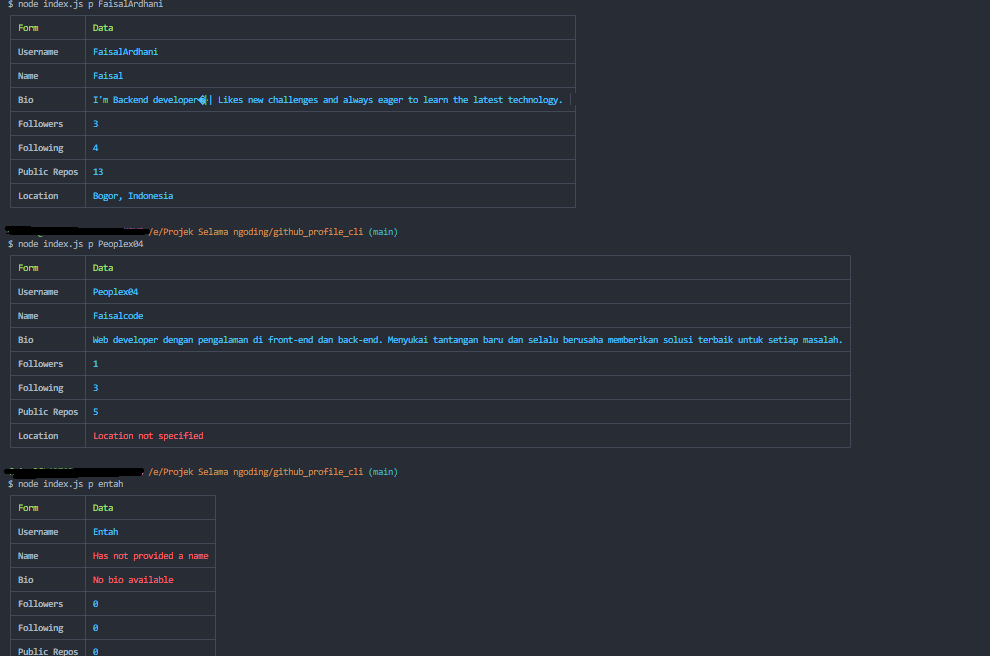 $ node index.js p FaisalArdhani
Form Data
Username FaisalArdhani
Name Faisal
Bio I'm Backend developer�| Likes new challenges and always eager to learn the latest technology.
Followers 3
Following 4
Public Repos 13
Location Bogor, Indonesia
/e/Projek Selama ngoding/github_profile_cli (main)
$ node index.js p Peoplex04
Form Data
Username Peoplex04
Name Faisalcode
Bio Web developer dengan pengalaman di front-end dan back-end. Menyukai tantangan baru dan selalu berusaha memberikan solusi terbaik untuk setiap masalah.
Followers 1
Following 3
Public Repos 5
Location Location not specified
/e/Projek Selama ngoding/github_profile_cli (main)
$ node index.js p entah
Form Data
Username Entah
Name Has not provided a name
Bio No bio available
Followers 0
Following 0
Public Repos 0